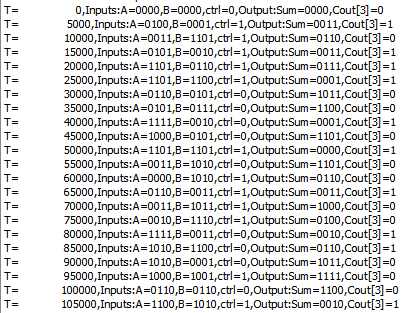 T= 0,Inputs:A=0000,B=0000,ctrl=0,Output:Sum=0000,Cout[3]=0
T= 5000,Inputs:A=0100,B=0001,ctrl=1,Output:Sum=0011,Cout[3]=1
T= 10000,Inputs:A=0011,B=1101,ctrl=1,Output:Sum=0110,Cout[3]=0
T= 15000,Inputs:A=0101,B=0010,ctrl=1,Output:Sum=0011,Cout[3]=1
T= 20000,Inputs:A=1101,B=0110,ctrl=1,Output:Sum=0111,Cout[3]=1
T= 25000,Inputs:A=1101,B=1100,ctrl=1,Output:Sum=0001,Cout[3]=1
T= 30000,Inputs:A=0110,B=0101,ctrl=0,Output:Sum=1011,Cout[3]=0
T= 35000,Inputs:A=0101,B=0111,ctrl=0,Output:Sum=1100,Cout[3]=0
T= 40000,Inputs:A=1111,B=0010,ctrl=0,Output:Sum=0001,Cout[3]=1
T= 45000,Inputs:A=1000,B=0101,ctrl=0,Output:Sum=1101,Cout[3]=0
T= 50000,Inputs:A=1101,B=1101,ctrl=1,Output:Sum=0000,Cout[3]=1
T= 55000,Inputs:A=0011,B=1010,ctrl=0,Output:Sum=1101,Cout[3]=0
T= 60000,Inputs:A=0000,B=1010,ctrl=1,Output:Sum=0110,Cout[3]=0
T= 65000,Inputs:A=0110,B=0011,ctrl=1,Output:Sum=0011,Cout[3]=1
T= 70000,Inputs:A=0011,B=1011,ctrl=1,Output:Sum=1000,Cout[3]=0
T= 75000,Inputs:A=0010,B=1110,ctrl=1,Output:Sum=0100,Cout[3]=0
T= 80000,Inputs:A=1111,B=0011,ctrl=0,Output:Sum=0010,Cout[3]=1
T= 85000,Inputs:A=1010,B=1100,ctrl=0,Output:Sum=0110,Cout[3]=1
T= 90000,Inputs:A=1010,B=0001,ctrl=0,Output:Sum=1011,Cout[3]=0
T= 95000,Inputs:A=1000,B=1001,ctrl=1,Output:Sum=1111,Cout[3]=0
T= 100000,Inputs:A=0110,B=0110,ctrl=0,Output:Sum=1100,Cout[3]=0
T= 105000,Inputs:A=1100,B=1010,ctrl=1,Output:Sum=0010,Cout[3]=1